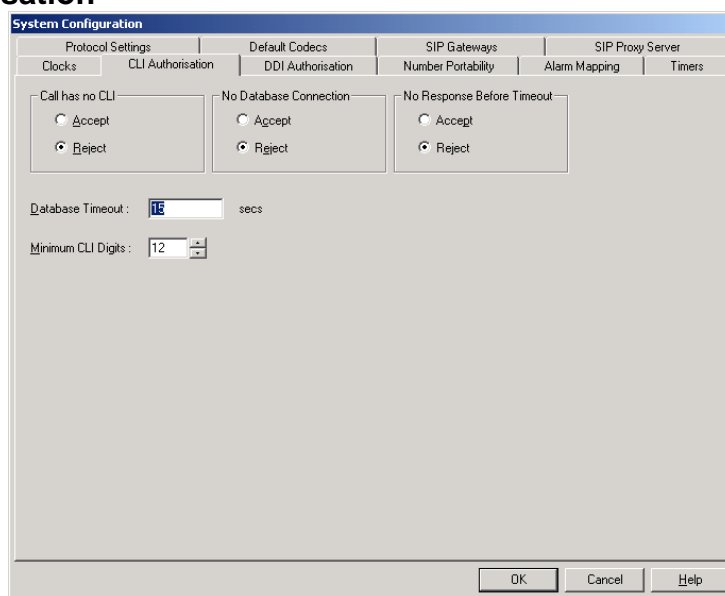 sation
System Configuration
Protocol Settings Default Codecs SIP Gateways SIP Proxy Server
Clocks CLI Authorisation DDI Authorisation Number Portability Alarm Mapping Timers
Call has no CLI No Database Connection No Response Before Timeout
Accept Accept Accept
Reject Reject Reject
Database Timeout : 15 secs
Minimum CLI Digits : 12
OK Cancel Help